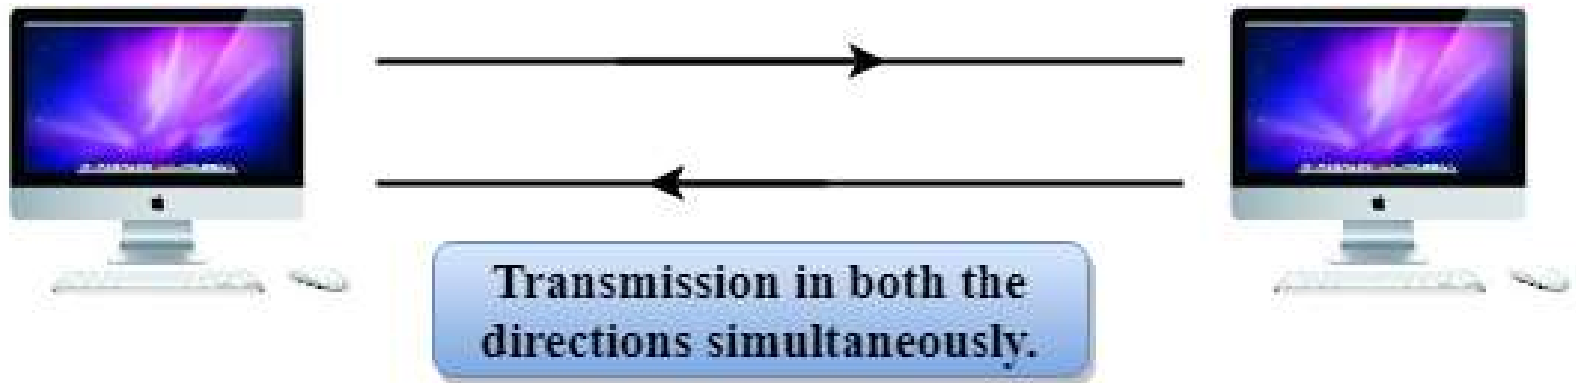 Transmission in both the
directions simultaneously.